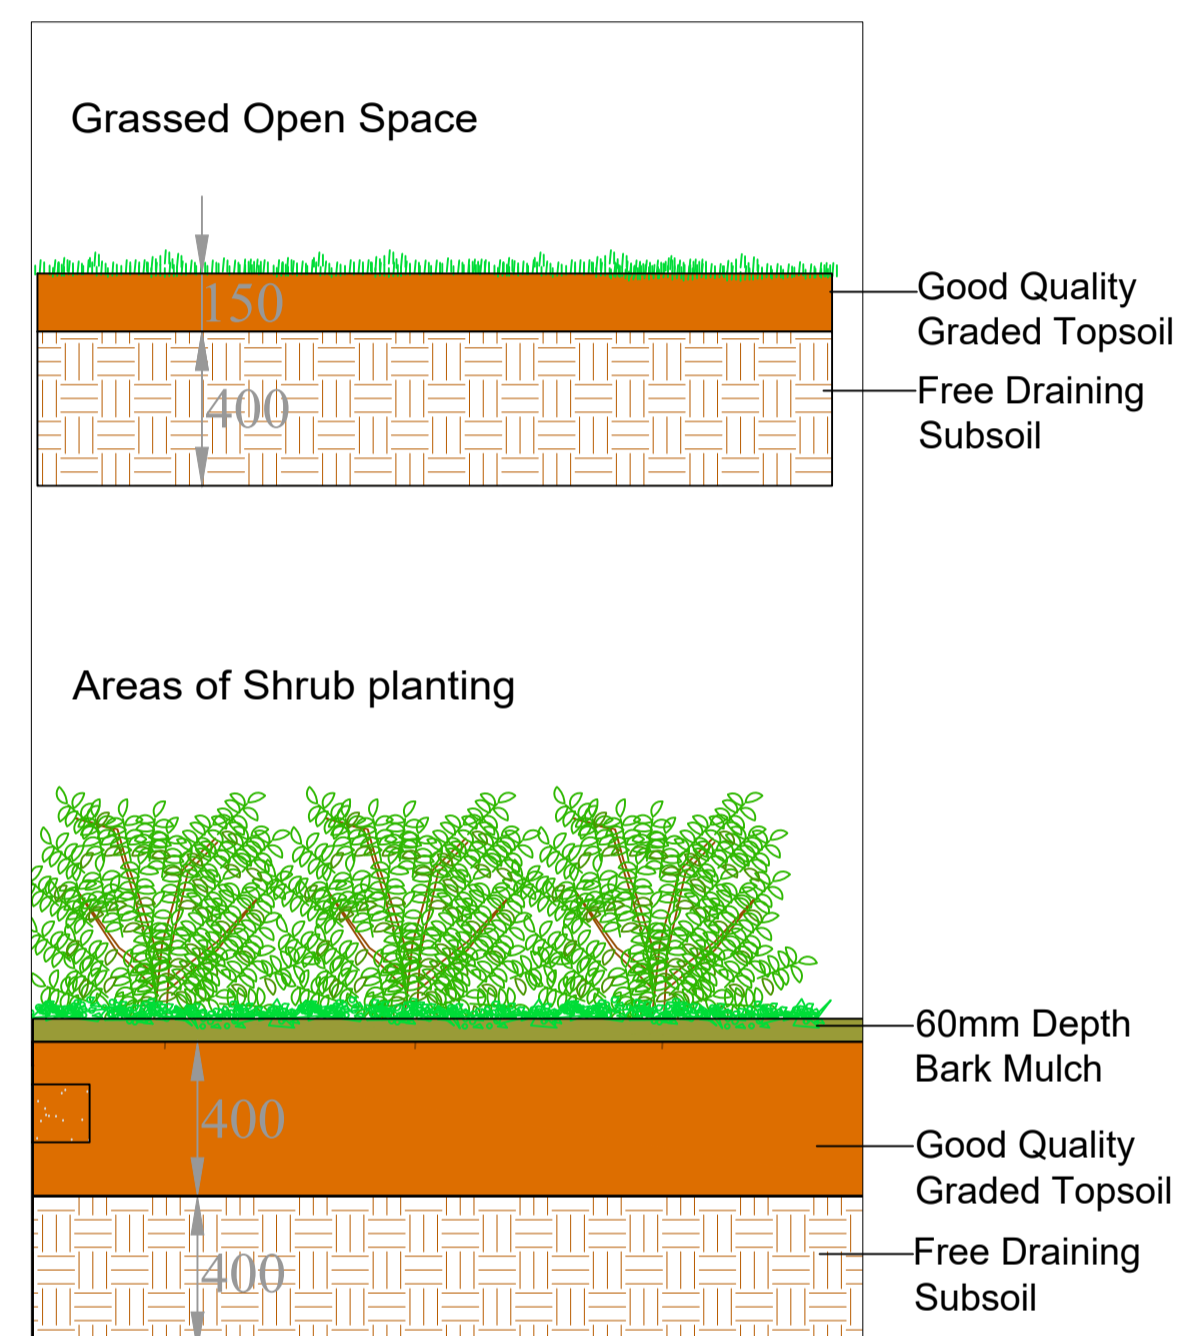 Grassed Open Space
150
Good Quality
Graded Topsoil
400
Free Draining
Subsoil
Areas of Shrub planting
60mm Depth
Bark Mulch
400
Good Quality
Graded Topsoil
400
Free Draining
Subsoil